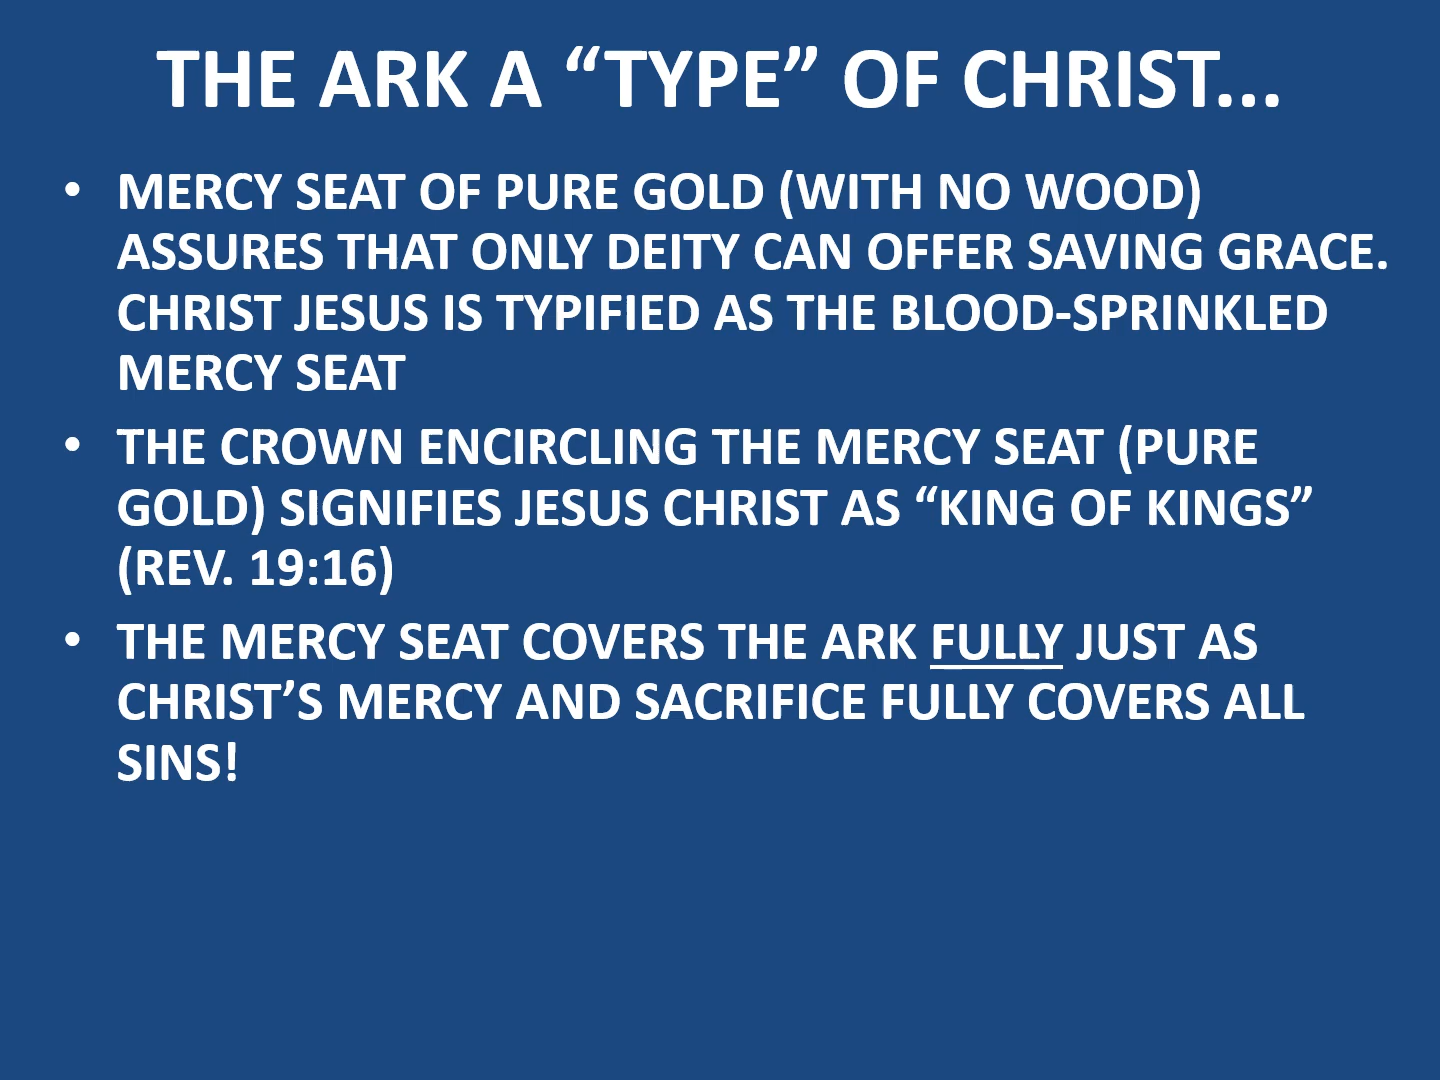 THE ARK A “TYPE” OF CHRIST...
• MERCY SEAT OF PURE GOLD (WITH NO WOOD)
ASSURES THAT ONLY DEITY CAN OFFER SAVING GRACE.
CHRIST JESUS IS TYPIFIED AS THE BLOOD-SPRINKLED
MERCY SEAT
• THE CROWN ENCIRCLING THE MERCY SEAT (PURE
GOLD) SIGNIFIES JESUS CHRIST AS “KING OF KINGS”
(REV. 19:16)
• THE MERCY SEAT COVERS THE ARK FULLY JUST AS
CHRIST’S MERCY AND SACRIFICE FULLY COVERS ALL
SINS!